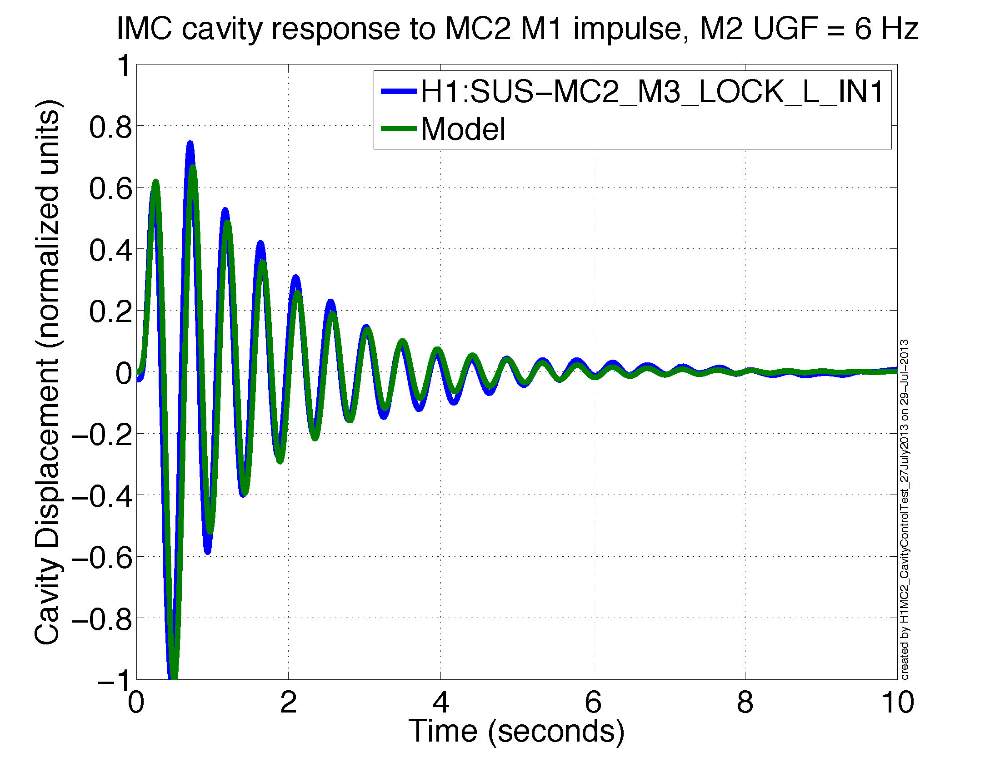 IMC cavity response to MC2 M1 impulse, M2 UGF = 6 Hz
H1:SUS−MC2_M3_LOCK_L_IN1
Model
Cavity Displacement (normalized units)
1
0.8
0.6
0.4
0.2
0
−0.2
−0.4
−0.6
−0.8
−1
0 2 4 6 8 10
Time (seconds)
created by H1MC2_CavityControlTest_27July2013 on 29−Jul−2013